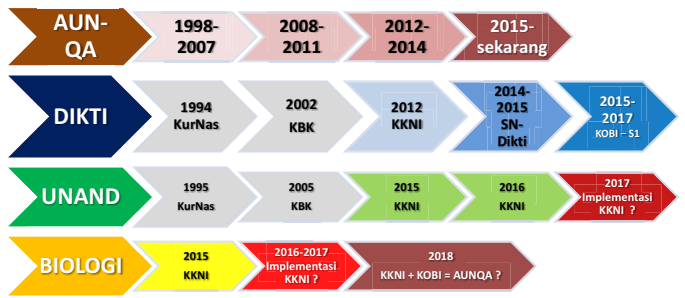 AUN-
QA
1998-
2007
2008-
2011
2012-
2014
2015-
sekarang
DIKTI
1994
KurNas
2002
KBK
2012
KKNI
2014-
2015
SN-
Dikti
2015-
2017
KOBI – S1
UNAND
1995
KurNas
2005
KBK
2015
KKNI
2016
KKNI
2017
Implementasi
KKNI ?
BIOLOGI
2015
KKNI
2016-2017
Implementasi
KKNI ?
2018
KKNI + KOBI = AUNQA ?